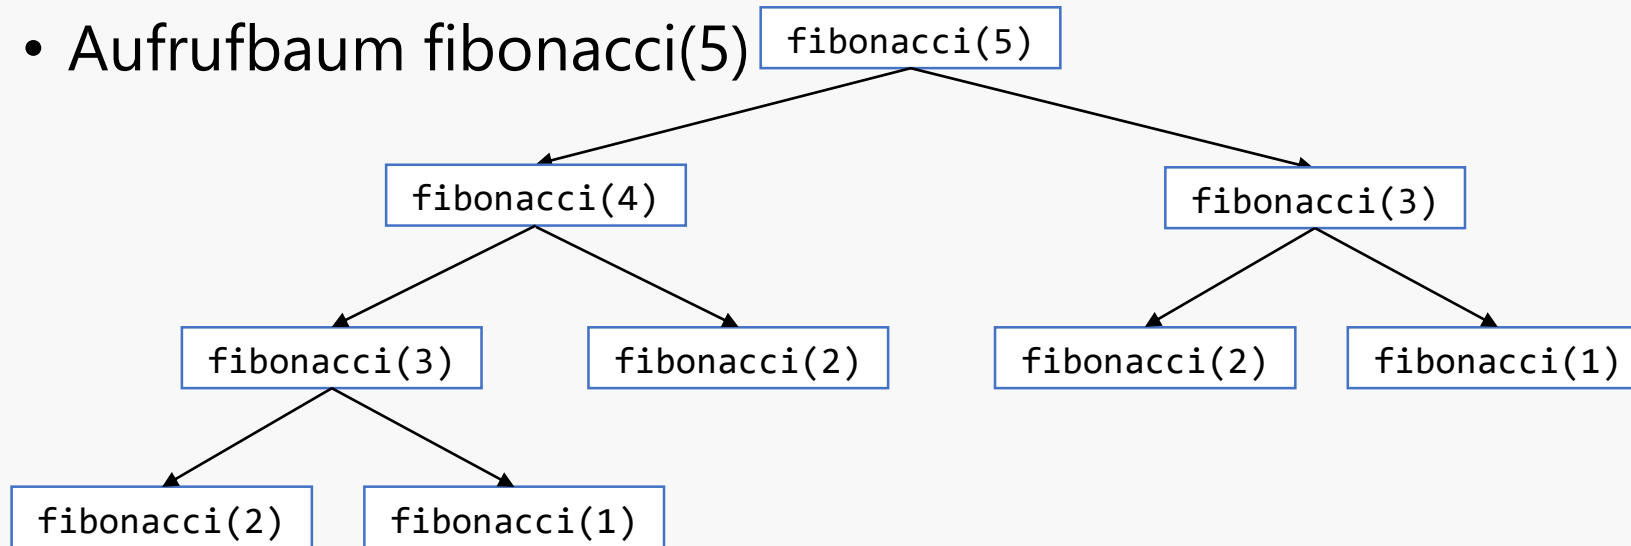 • Aufrufbaum fibonacci(5)
fibonacci(5)
fibonacci(4)
fibonacci(3)
fibonacci(3)
fibonacci(2)
fibonacci(2)
fibonacci(1)
fibonacci(2)
fibonacci(1)